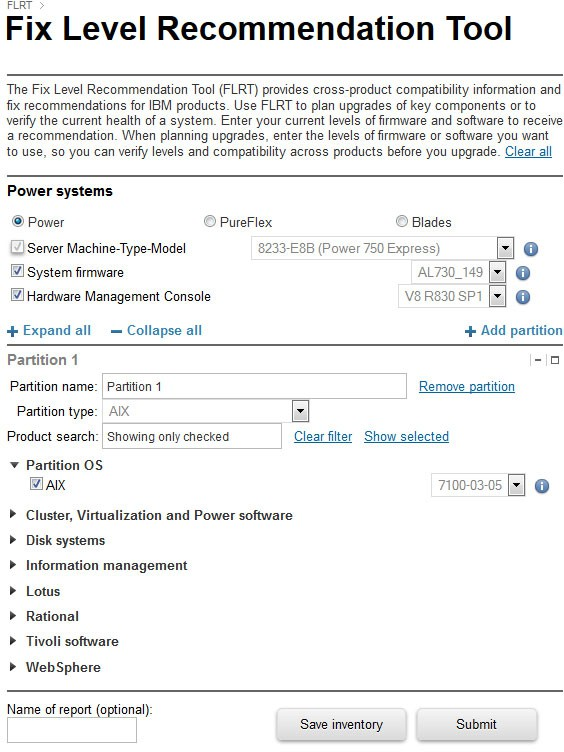 FLRT >
Fix Level Recommendation Tool
The Fix Level Recommendation Tool (FLRT) provides cross-product compatibility information and
fix recommendations for IBM products. Use FLRT to plan upgrades of key components or to
verify the current health of a system. Enter your current levels of firmware and software to receive
a recommendation. When planning upgrades, enter the levels of firmware or software you want
to use, so you can verify levels and compatibility across products before you upgrade. Clear all
Power systems
Power PureFlex Blades
Server Machine-Type-Model 8233-E8B (Power 750 Express)
System firmware AL730_149
Hardware Management Console V8 R830 SP1
+ Expand all − Collapse all + Add partition
Partition 1
Partition name: Partition 1 Remove partition
Partition type: AIX
Product search: Showing only checked Clear filter Show selected
Partition OS
AIX 7100-03-05
Cluster, Virtualization and Power software
Disk systems
Information management
Lotus
Rational
Tivoli software
WebSphere
Name of report (optional):
Save inventory Submit